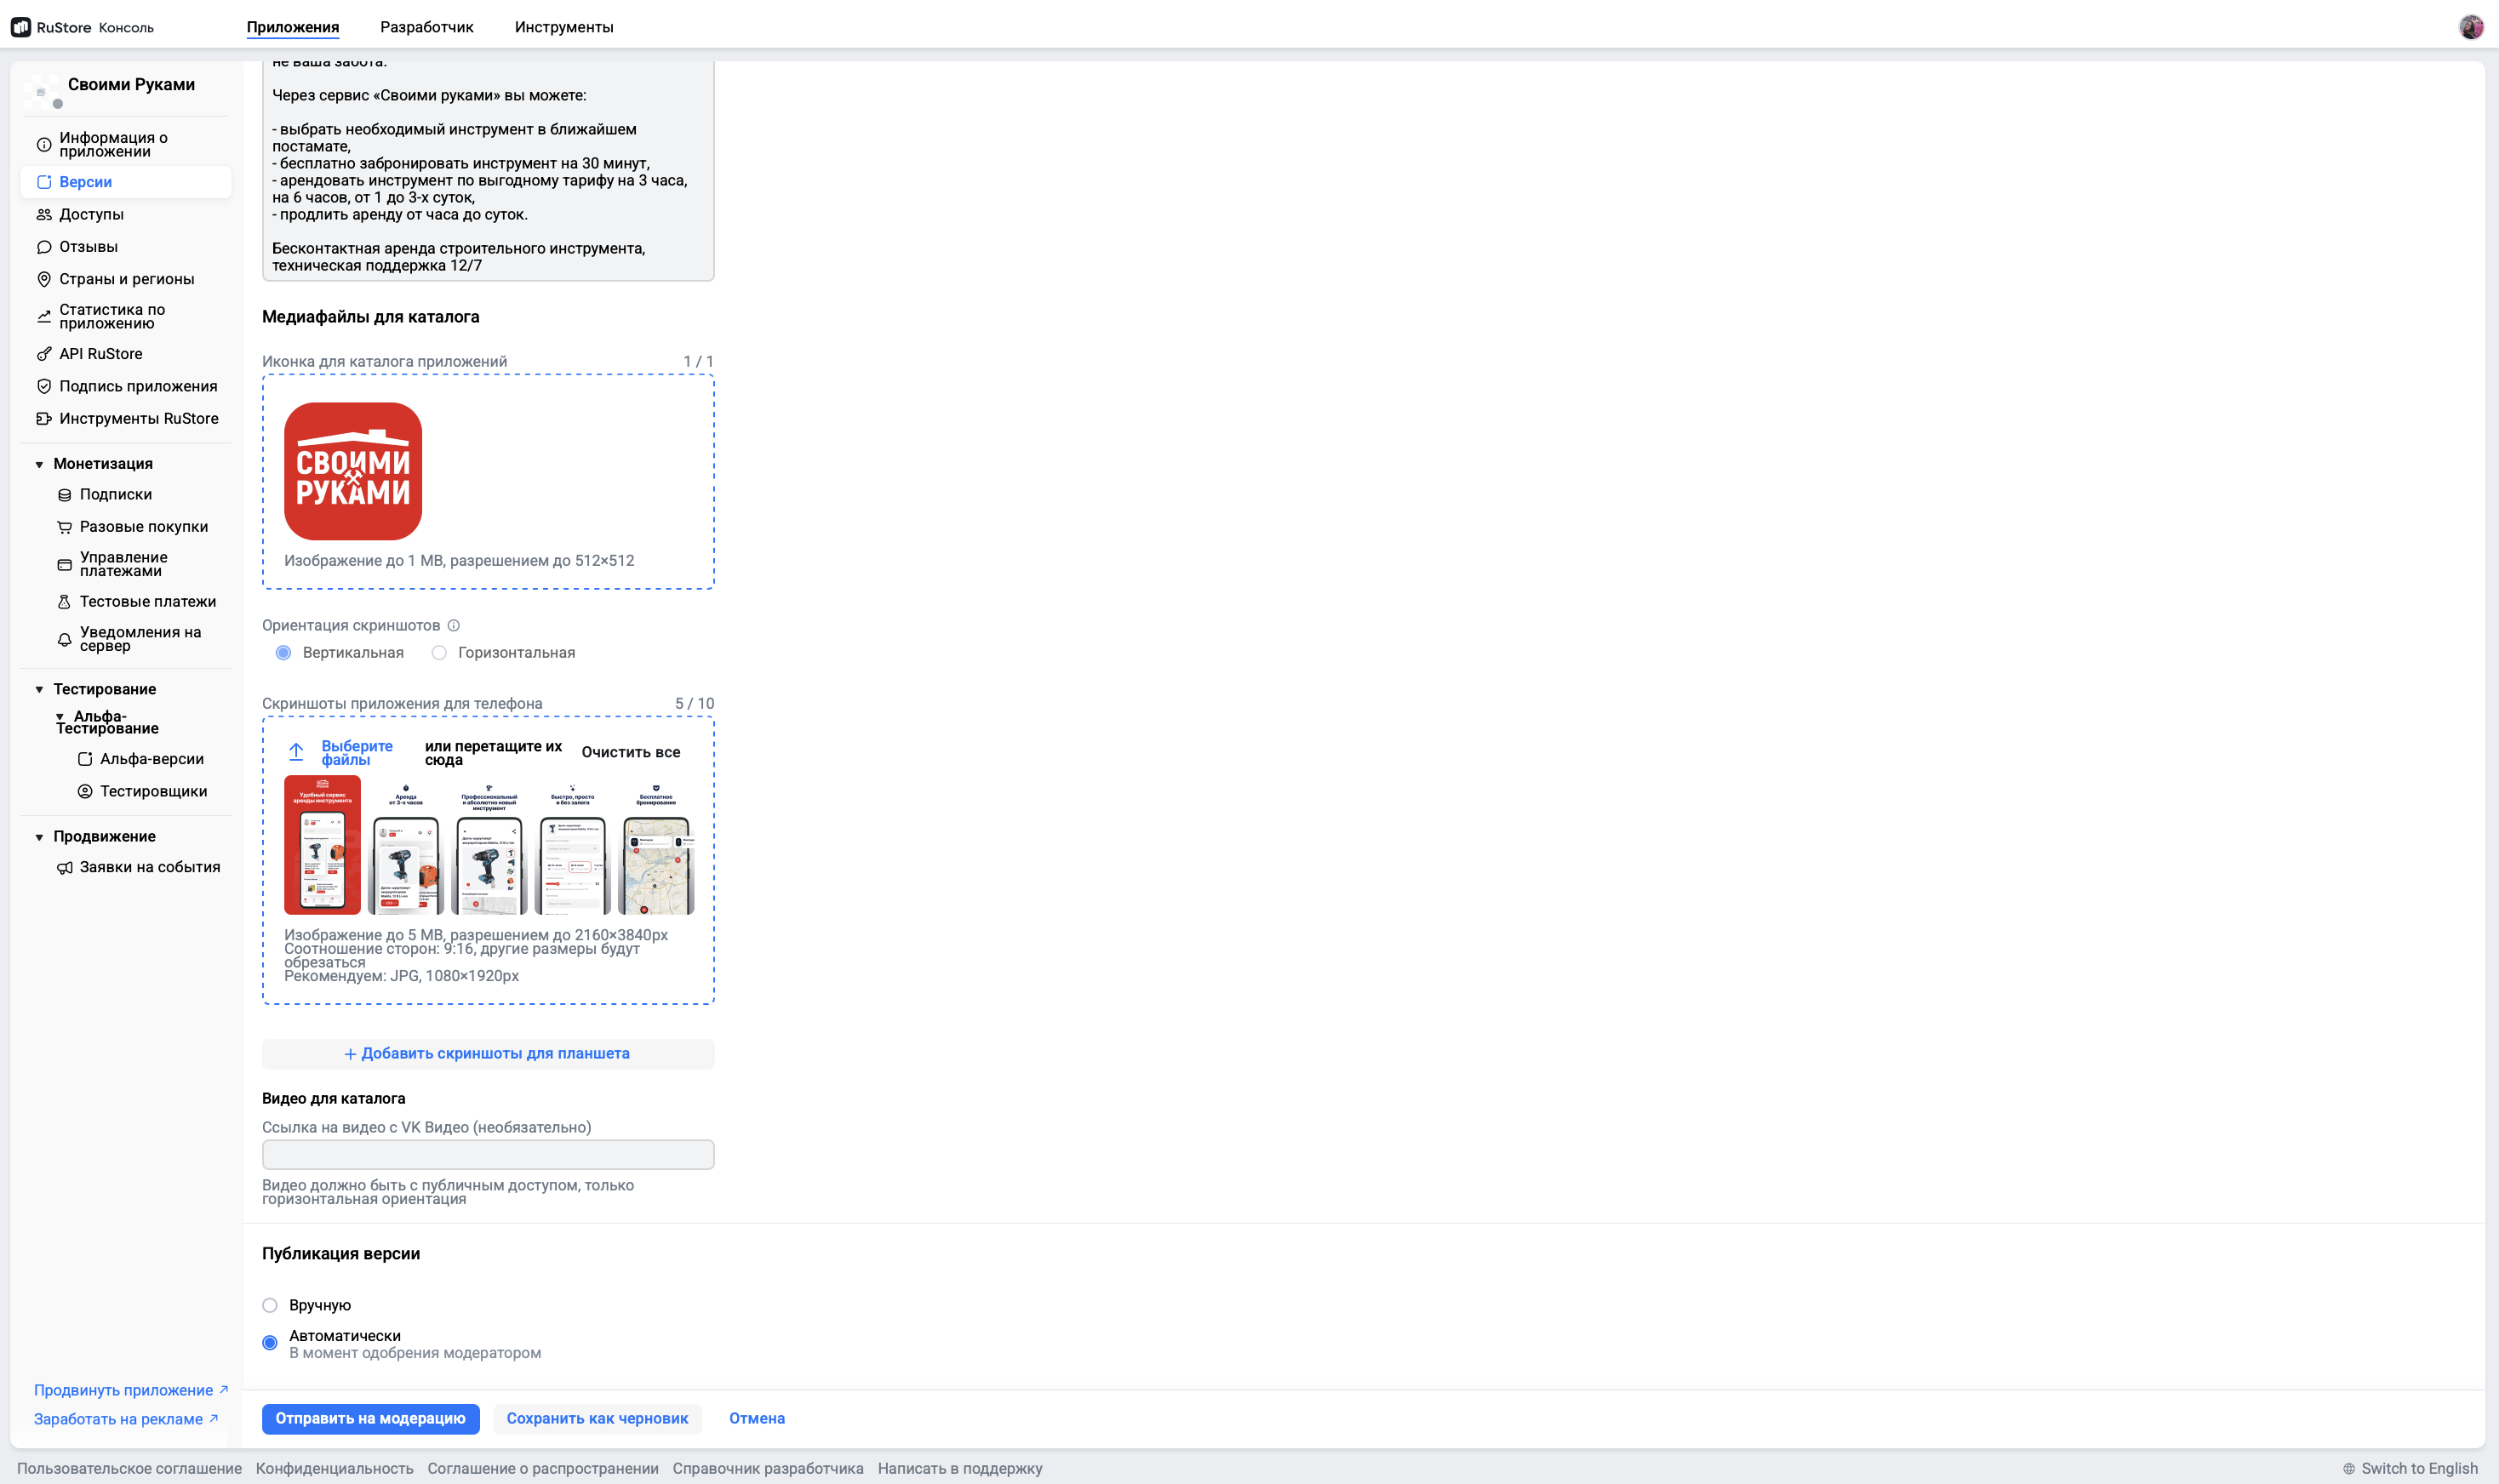 RuStore Консоль
Приложения
Разработчик
Инструменты
Своими Руками
Информация о
приложении
Версии
Доступы
Отзывы
Страны и регионы
Статистика по
приложению
API RuStore
Подпись приложения
Инструменты RuStore
Монетизация
Подписки
Разовые покупки
Управление
платежами
Тестовые платежи
Уведомления на
сервер
Тестирование
Альфа-
Тестирование
Альфа-версии
Тестировщики
Продвижение
Заявки на события
Продвинуть приложение
Заработать на рекламе
не ваша забота.
Через сервис «Своими руками» вы можете:
- выбрать необходимый инструмент в ближайшем
постамате,
- бесплатно забронировать инструмент на 30 минут,
- арендовать инструмент по выгодному тарифу на 3 часа,
на 6 часов, от 1 до 3-х суток,
- продлить аренду от часа до суток.
Бесконтактная аренда строительного инструмента,
техническая поддержка 12/7
Медиафайлы для каталога
Иконка для каталога приложений 1 / 1
СВОИМИ
РУКАМИ
Изображение до 1 MB, разрешением до 512×512
Ориентация скриншотов
Вертикальная Горизонтальная
Скриншоты приложения для телефона 5 / 10
Выберите
файлы
или перетащите их
сюда
Очистить все
Удобный сервис
аренды инструмента
Аренда
от 3-х часов
Профессиональный
и абсолютно новый
инструмент
Быстро, просто
и без залога
Бесплатное
бронирование
Изображение до 5 MB, разрешением до 2160×3840px
Соотношение сторон: 9:16, другие размеры будут
обрезаться
Рекомендуем: JPG, 1080×1920px
+ Добавить скриншоты для планшета
Видео для каталога
Ссылка на видео с VK Видео (необязательно)
Видео должно быть с публичным доступом, только
горизонтальная ориентация
Публикация версии
Вручную
Автоматически
В момент одобрения модератором
Отправить на модерацию
Сохранить как черновик
Отмена
Пользовательское соглашение Конфиденциальность Соглашение о распространении Справочник разработчика Написать в поддержку
Switch to English